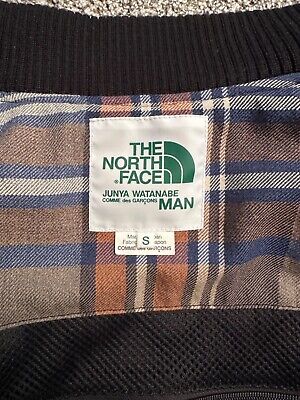 THE
NORTH
FACE
JUNYA WATANABE
COMME des GARÇONS MAN
S
COMME des GARÇONS